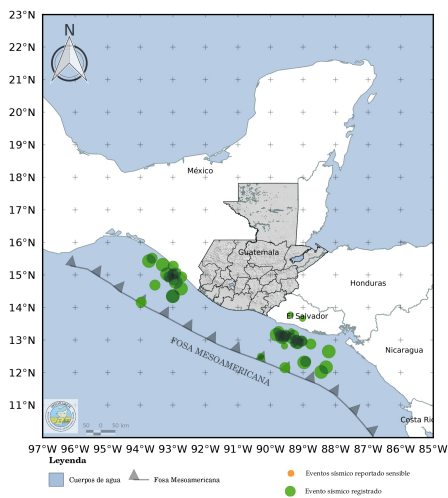 23°N
22°N
21°N
20°N
19°N
18°N
17°N
16°N
15°N
14°N
13°N
12°N
11°N
N
México
Guatemala
Honduras
El Salvador
Nicaragua
Costa Ric
FOSA MESOAMERICANA
50 0 50 km
97°W 96°W 95°W 94°W 93°W 92°W 91°W 90°W 89°W 88°W 87°W 86°W 85°W
Leyenda
Cuerpos de agua
Fosa Mesoamericana
Eventos sísmico reportado sensible
Evento sísmico registrado